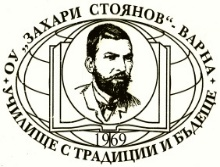 ОУ „ЗАХАРИ СТОЯНОВ“ - ВАРНА
1969
УЧИЛИЩЕ С ТРАДИЦИИ И БЪДЕЩЕ